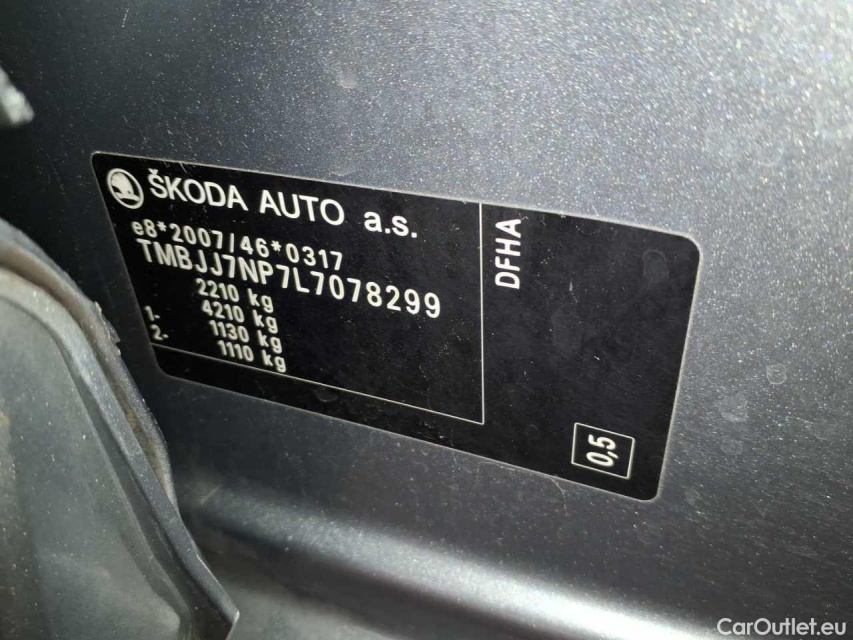 ŠKODA AUTO a.s.
e8*2007/46*0317
TMBJJ7NP7L7078299
2210 kg
4210 kg
1- 1130 kg
2- 1110 kg
DFHA
0,5
CarOutlet.eu